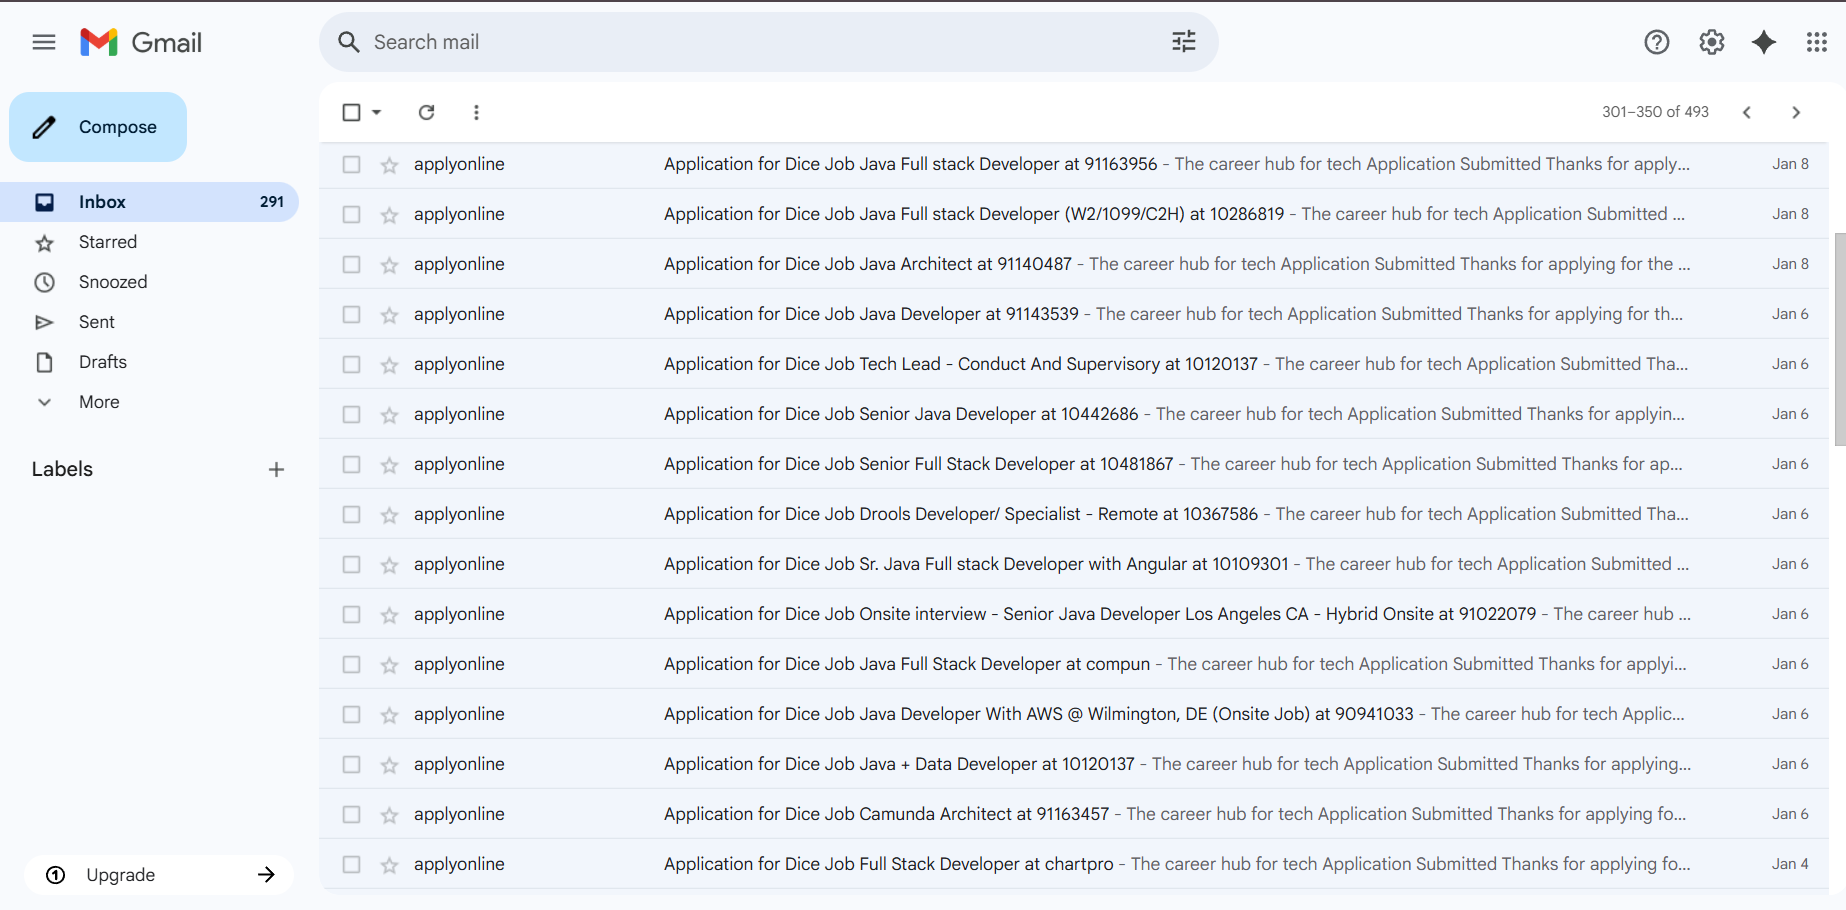 Gmail
Search mail
Compose
301–350 of 493
Inbox 291
Starred
Snoozed
Sent
Drafts
More
Labels
Upgrade
applyonline Application for Dice Job Java Full stack Developer at 91163956 - The career hub for tech Application Submitted Thanks for apply... Jan 8
applyonline Application for Dice Job Java Full stack Developer (W2/1099/C2H) at 10286819 - The career hub for tech Application Submitted ... Jan 8
applyonline Application for Dice Job Java Architect at 91140487 - The career hub for tech Application Submitted Thanks for applying for the ... Jan 8
applyonline Application for Dice Job Java Developer at 91143539 - The career hub for tech Application Submitted Thanks for applying for th... Jan 6
applyonline Application for Dice Job Tech Lead - Conduct And Supervisory at 10120137 - The career hub for tech Application Submitted Tha... Jan 6
applyonline Application for Dice Job Senior Java Developer at 10442686 - The career hub for tech Application Submitted Thanks for applyin... Jan 6
applyonline Application for Dice Job Senior Full Stack Developer at 10481867 - The career hub for tech Application Submitted Thanks for ap... Jan 6
applyonline Application for Dice Job Drools Developer/ Specialist - Remote at 10367586 - The career hub for tech Application Submitted Tha... Jan 6
applyonline Application for Dice Job Sr. Java Full stack Developer with Angular at 10109301 - The career hub for tech Application Submitted ... Jan 6
applyonline Application for Dice Job Onsite interview - Senior Java Developer Los Angeles CA - Hybrid Onsite at 91022079 - The career hub ... Jan 6
applyonline Application for Dice Job Java Full Stack Developer at compun - The career hub for tech Application Submitted Thanks for applyi... Jan 6
applyonline Application for Dice Job Java Developer With AWS @ Wilmington, DE (Onsite Job) at 90941033 - The career hub for tech Applic... Jan 6
applyonline Application for Dice Job Java + Data Developer at 10120137 - The career hub for tech Application Submitted Thanks for applying... Jan 6
applyonline Application for Dice Job Camunda Architect at 91163457 - The career hub for tech Application Submitted Thanks for applying fo... Jan 6
applyonline Application for Dice Job Full Stack Developer at chartpro - The career hub for tech Application Submitted Thanks for applying fo... Jan 4